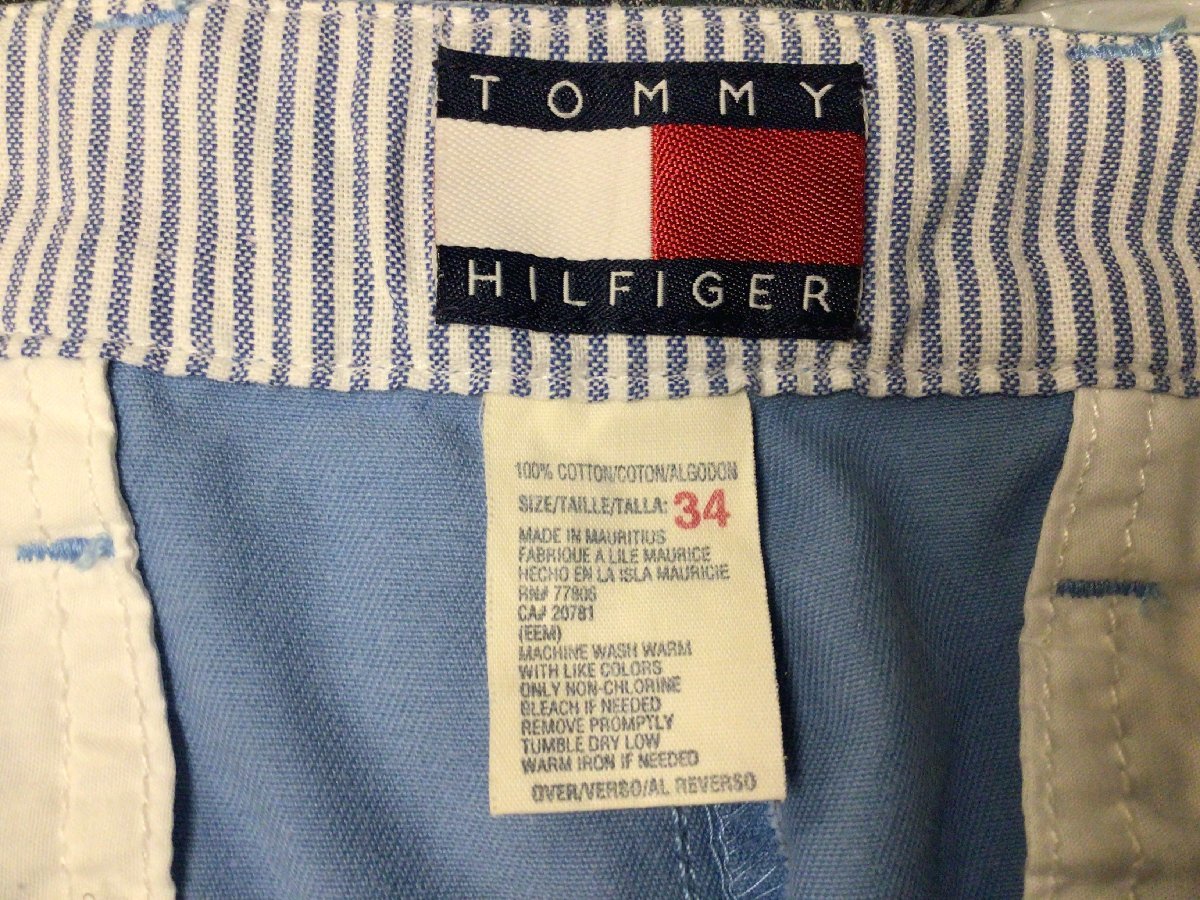 TOMMY
HILFIGER
100% COTTON/COTON/ALGODON
SIZE/TAILLE/TALLA: 34
MADE IN MAURITIUS
FABRIQUE A LILE MAURICE
HECHO EN LA ISLA MAURICIE
RN# 77806
CA# 20781
(EEM)
MACHINE WASH WARM
WITH LIKE COLORS
ONLY NON-CHLORINE
BLEACH IF NEEDED
REMOVE PROMPTLY
TUMBLE DRY LOW
WARM IRON IF NEEDED
OVER/VERSO/AL REVERSO